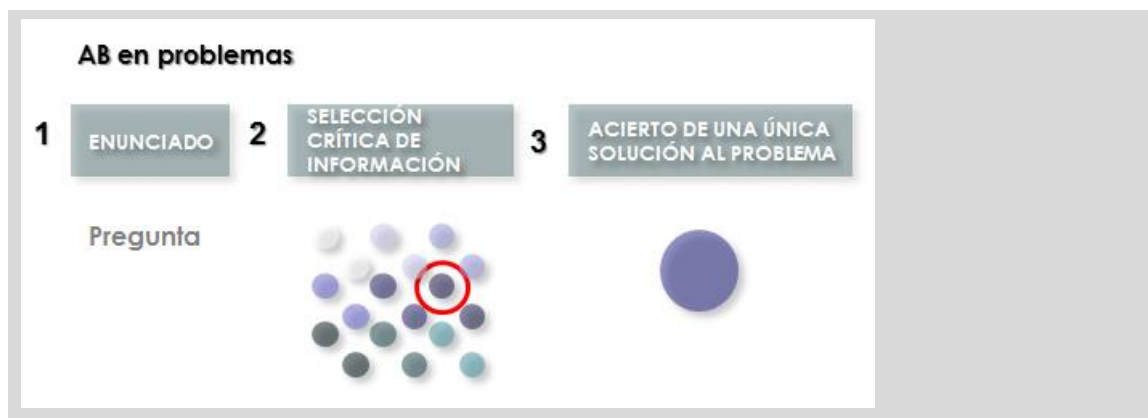 AB en problemas
1
ENUNCIADO
2
SELECCIÓN
CRÍTICA DE
INFORMACIÓN
3
ACIERTO DE UNA ÚNICA
SOLUCIÓN AL PROBLEMA
Pregunta